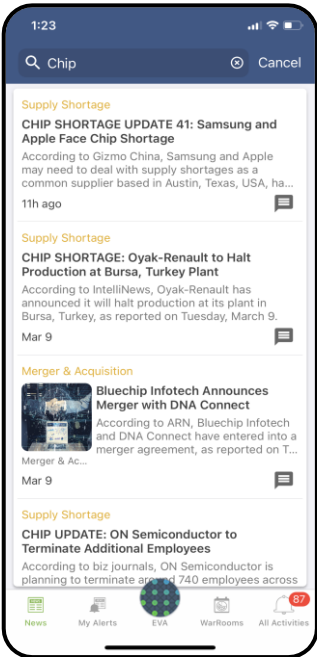 1:23
Chip
Cancel
Supply Shortage
CHIP SHORTAGE UPDATE 41: Samsung and
Apple Face Chip Shortage
According to Gizmo China, Samsung and Apple
may need to deal with supply shortages as a
common supplier based in Austin, Texas, USA, ha...
11h ago
Supply Shortage
CHIP SHORTAGE: Oyak-Renault to Halt
Production at Bursa, Turkey Plant
According to IntelliNews, Oyak-Renault has
announced it will halt production at its plant in
Bursa, Turkey, as reported on Tuesday, March 9.
Mar 9
Merger & Acquisition
Bluechip Infotech Announces
Merger with DNA Connect
According to ARN, Bluechip Infotech
and DNA Connect have entered into a
merger agreement, as reported on T...
Merger & Ac...
Mar 9
Supply Shortage
CHIP UPDATE: ON Semiconductor to
Terminate Additional Employees
According to biz journals, ON Semiconductor is
planning to terminate 740 employees across
87
News
My Alerts
EVA
WarRooms
All Activities